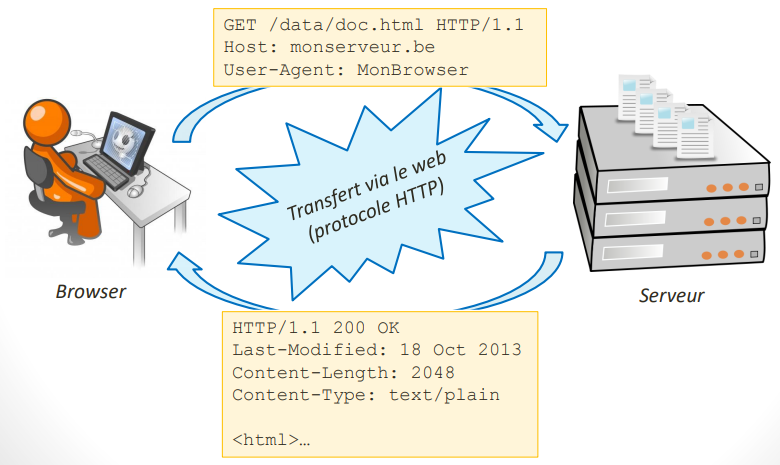 GET /data/doc.html HTTP/1.1
Host: monserveur.be
User-Agent: MonBrowser
Transfert via le web
(protocole HTTP)
Browser
Serveur
HTTP/1.1 200 OK
Last-Modified: 18 Oct 2013
Content-Length: 2048
Content-Type: text/plain
<html>…